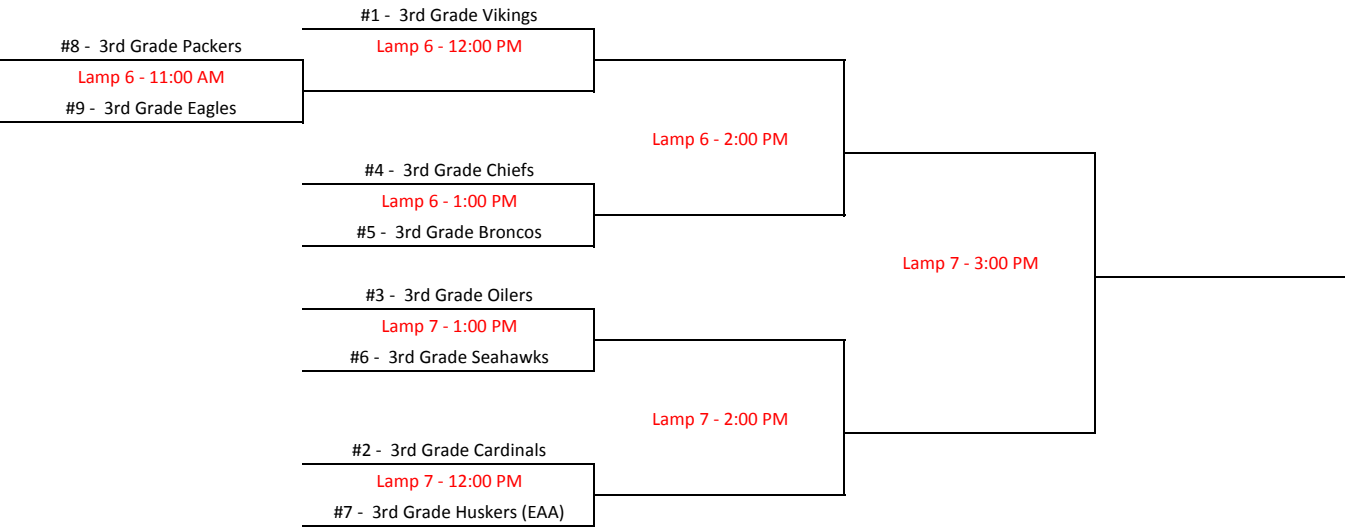 #1 - 3rd Grade Vikings
#8 - 3rd Grade Packers
Lamp 6 - 12:00 PM
Lamp 6 - 11:00 AM
#9 - 3rd Grade Eagles
Lamp 6 - 2:00 PM
#4 - 3rd Grade Chiefs
Lamp 6 - 1:00 PM
#5 - 3rd Grade Broncos
Lamp 7 - 3:00 PM
#3 - 3rd Grade Oilers
Lamp 7 - 1:00 PM
#6 - 3rd Grade Seahawks
Lamp 7 - 2:00 PM
#2 - 3rd Grade Cardinals
Lamp 7 - 12:00 PM
#7 - 3rd Grade Huskers (EAA)